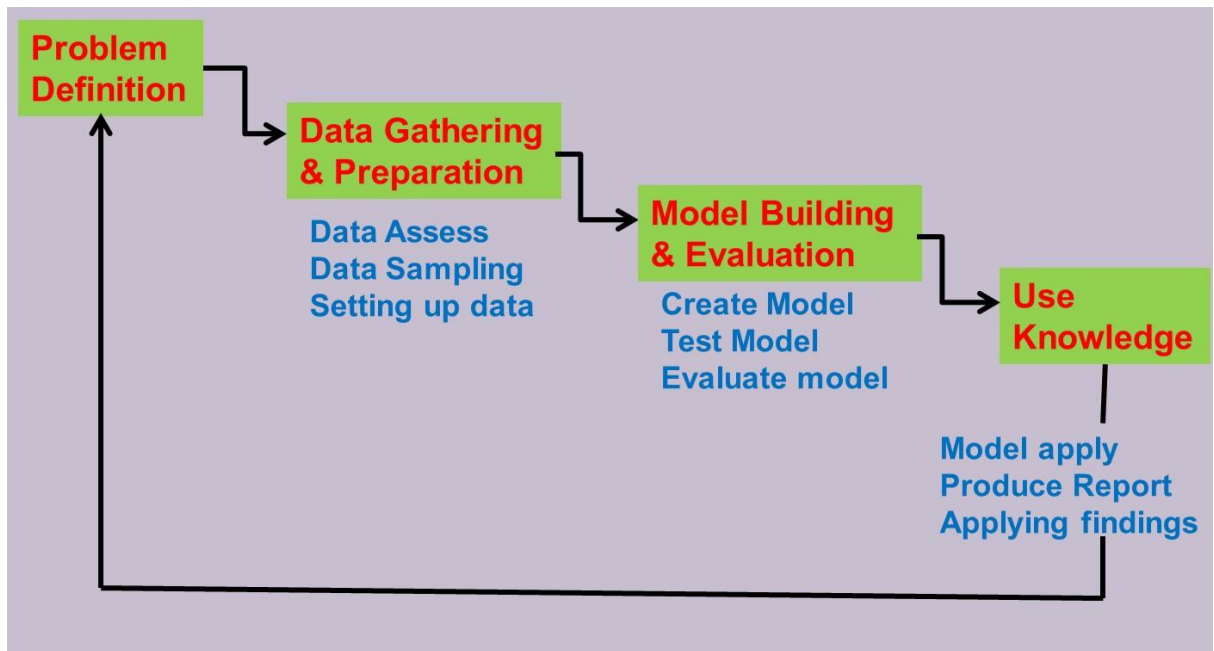 Problem
Definition
Data Gathering
& Preparation
Data Assess
Data Sampling
Setting up data
Model Building
& Evaluation
Create Model
Test Model
Evaluate model
Use
Knowledge
Model apply
Produce Report
Applying findings